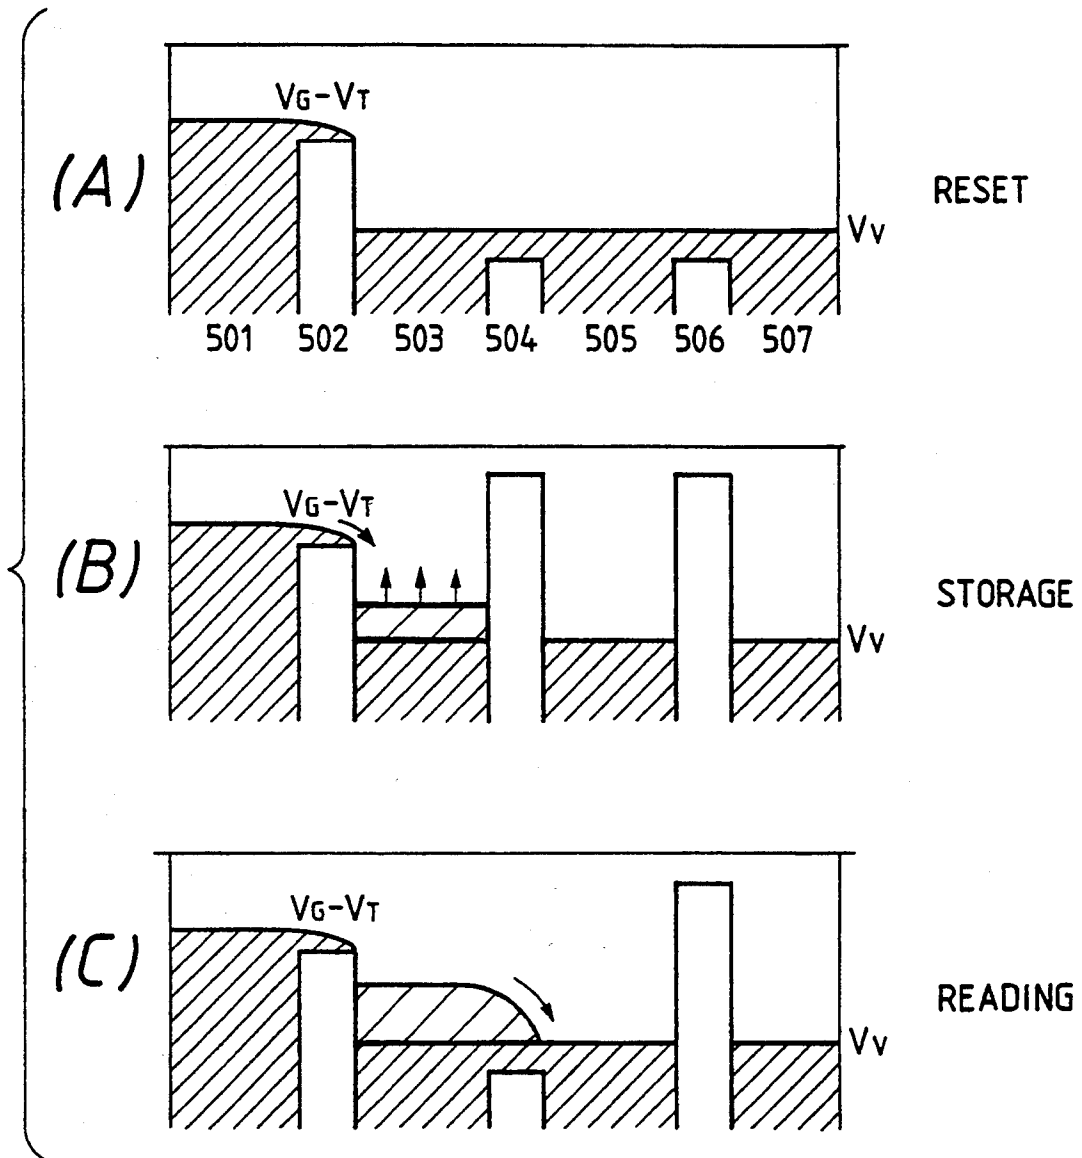 VG-VT
(A)
RESET
VV
501 502 503 504 505 506 507
VG-VT
(B)
STORAGE
VV
VG-VT
(C)
READING
VV